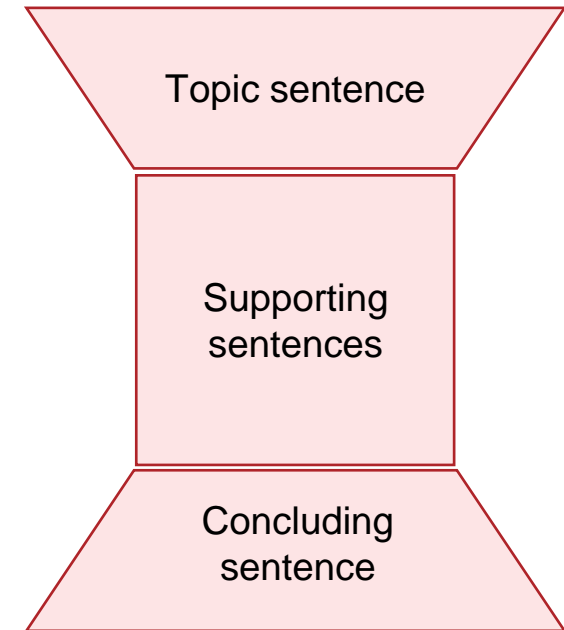 Topic sentence
Supporting
sentences
Concluding
sentence